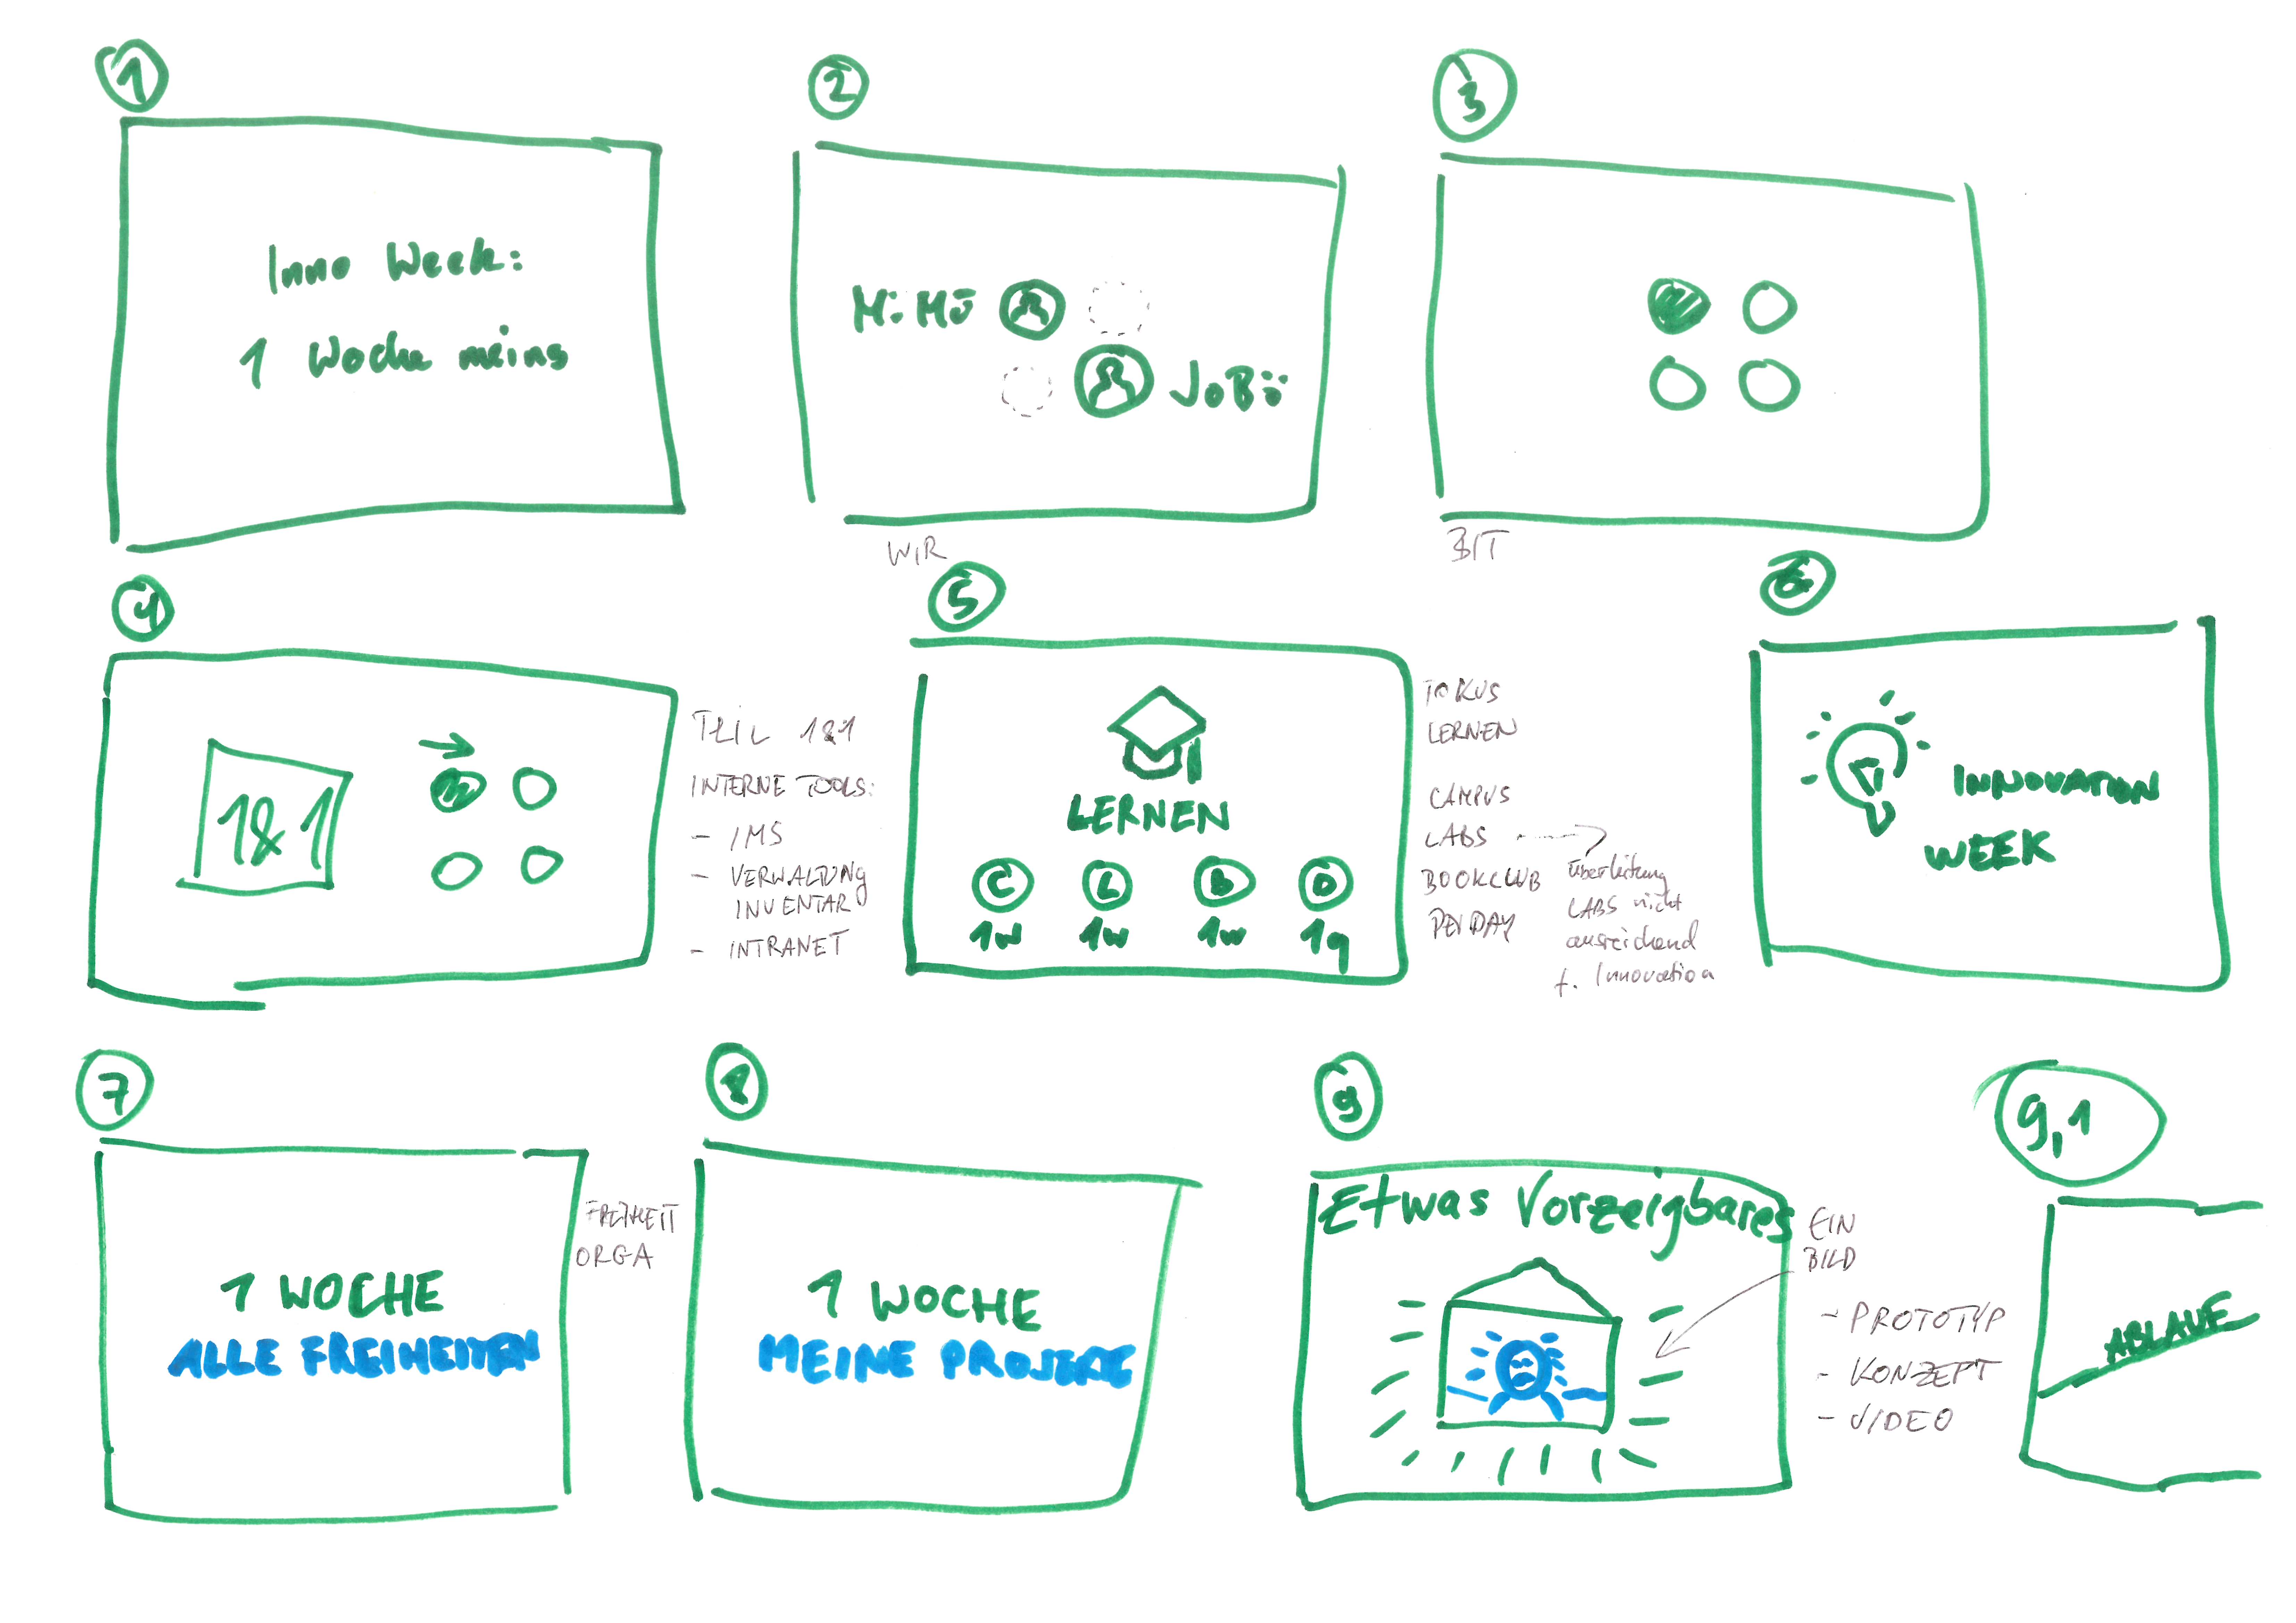 1
Inno Week:
1 Woche meins
2
MiMö
JoBö
WIR
3
BIT
4
1&1
TEIL 1&1
INTERNE TOOLS:
- IMS
- VERWALTUNG
INVENTAR
- INTRANET
5
LERNEN
C L B D
1w 1w 1w 1q
FOKUS
LERNEN
CAMPUS
LABS
BOOKCLUB
DEVDAY
Überleitung
LABS nicht
ausreichend
f. Innovation
6
INNOVATION
WEEK
7
1 WOCHE
ALLE FREIHEITEN
FREIHEIT
ORGA
8
1 WOCHE
MEINE PROJEKTE
9
Etwas Vorzeigbares
EIN
BILD
- PROTOTYP
- KONZEPT
- VIDEO
9,1
ABLAUF